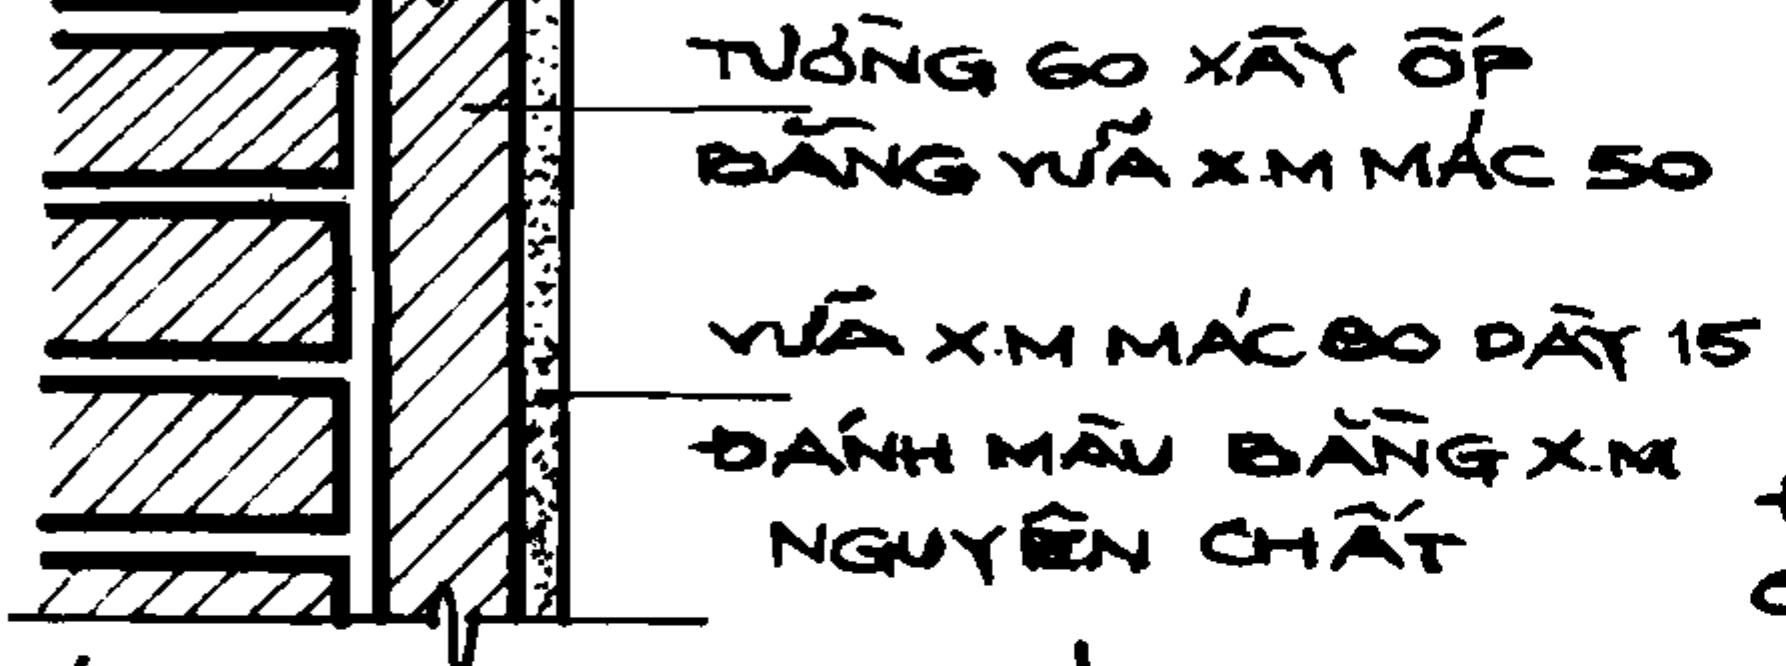 TƯỜNG 60 XÂY ỐP
BẰNG VỮA X.M MÁC 50
VỮA X.M MÁC 80 DÀY 15
ĐÁNH MÀU BẰNG X.M
NGUYÊN CHẤT